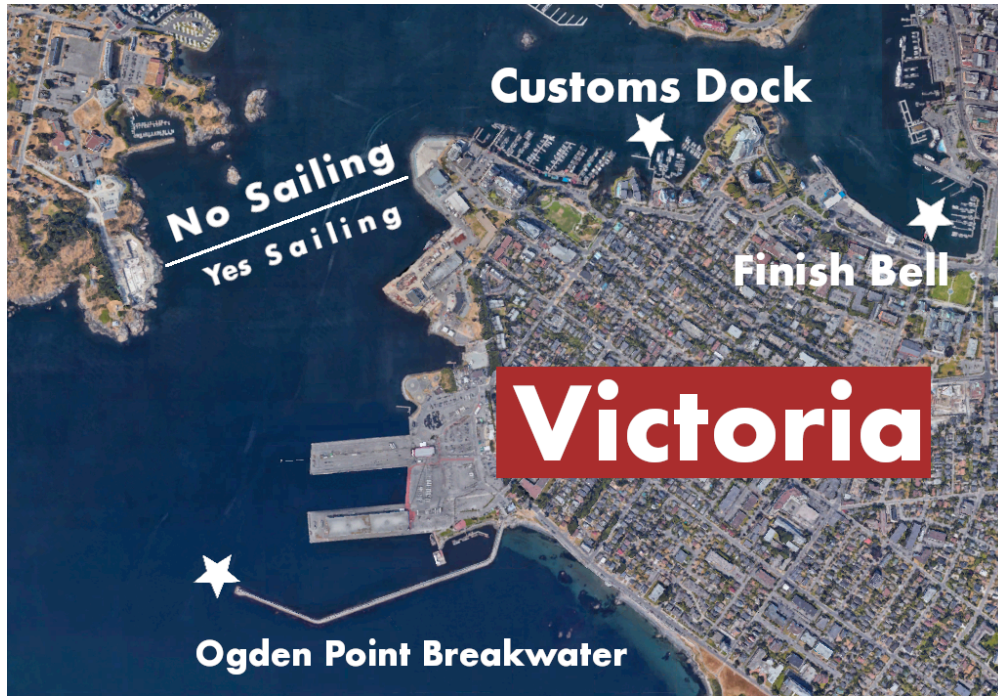 Customs Dock
No Sailing
Yes Sailing
Finish Bell
Victoria
Ogden Point Breakwater